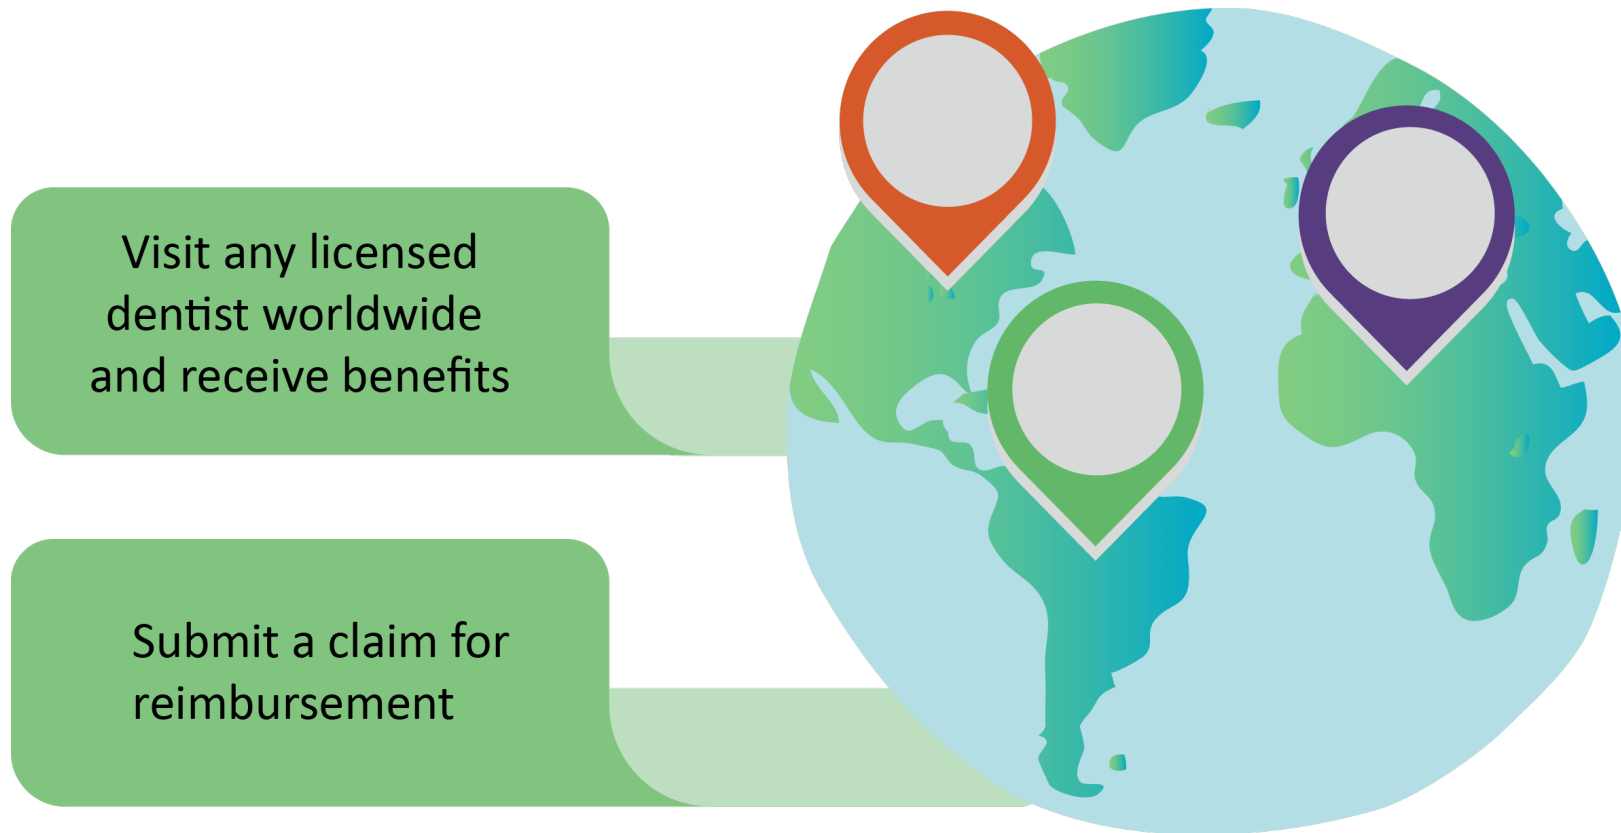 Visit any licensed
dentist worldwide
and receive benefits
Submit a claim for
reimbursement